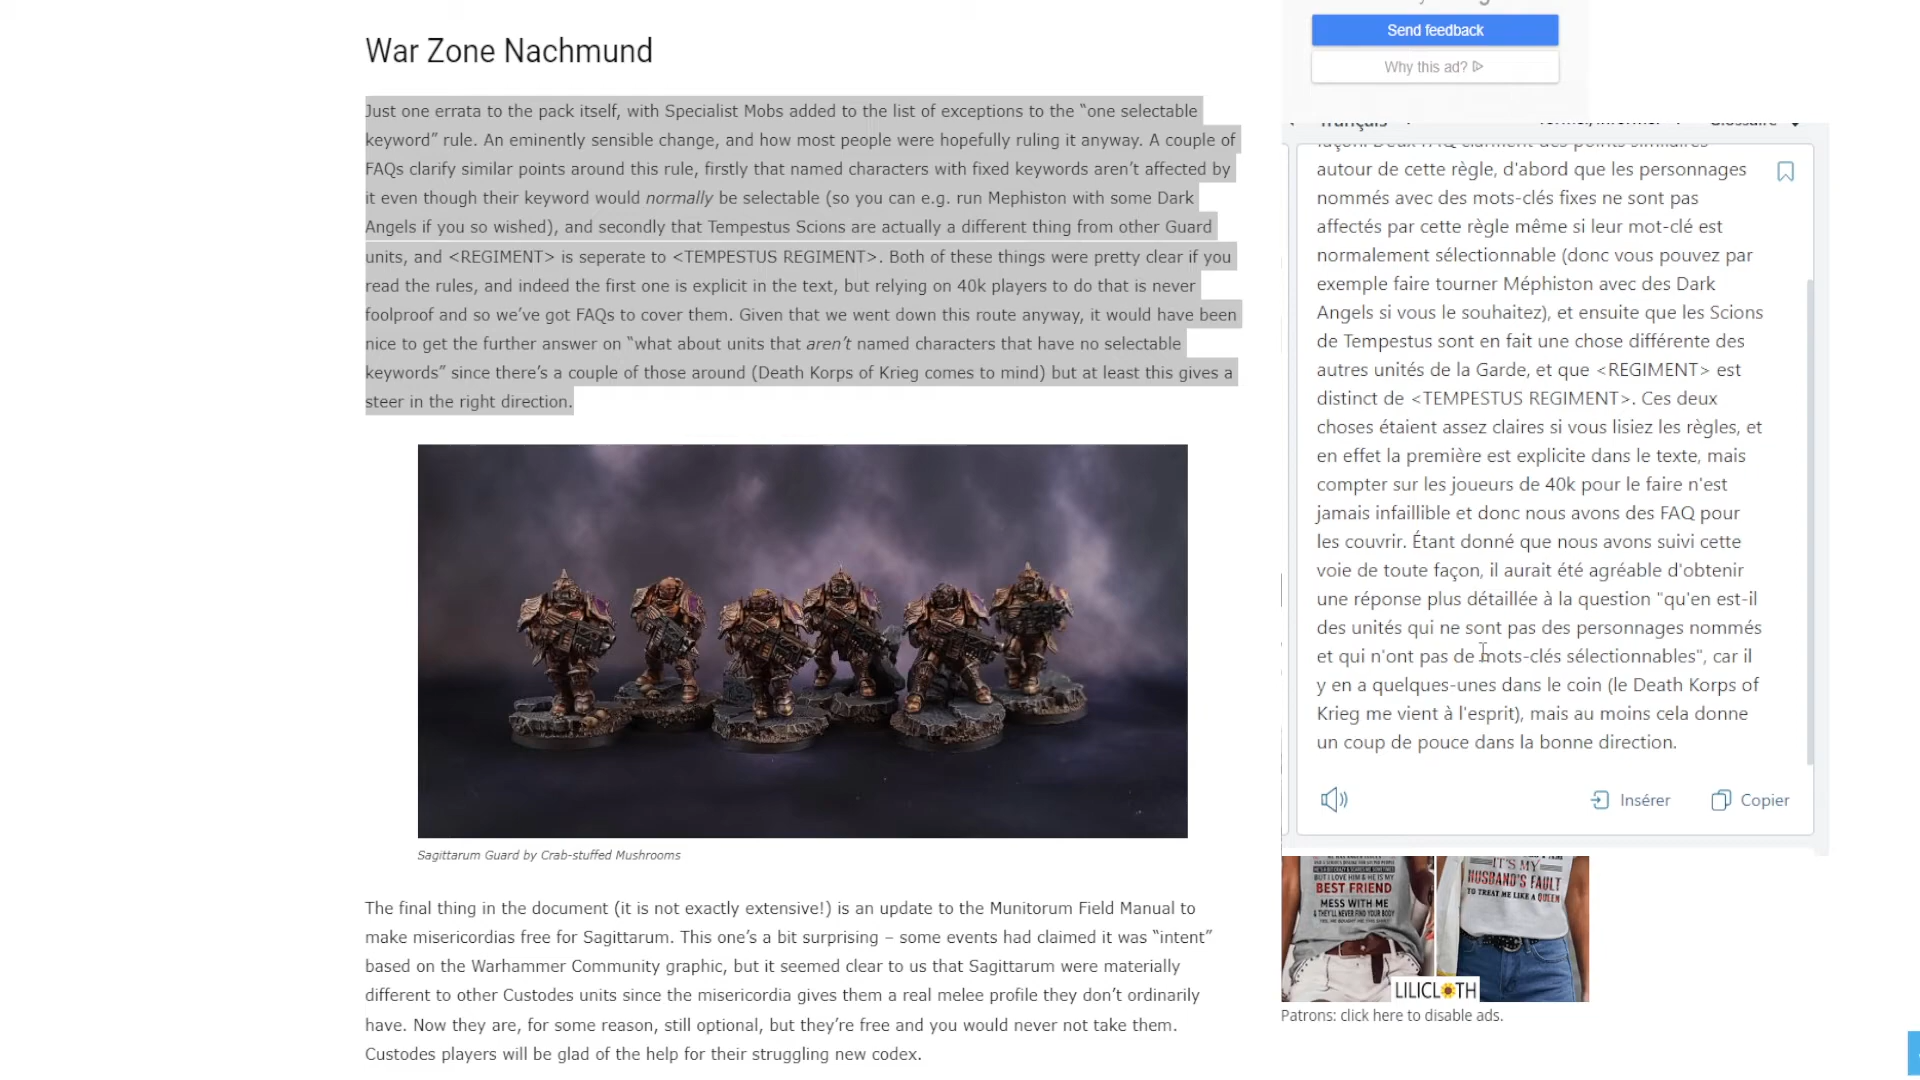 War Zone Nachmund
Just one errata to the pack itself, with Specialist Mobs added to the list of exceptions to the “one selectable
keyword” rule. An eminently sensible change, and how most people were hopefully ruling it anyway. A couple of
FAQs clarify similar points around this rule, firstly that named characters with fixed keywords aren’t affected by
it even though their keyword would normally be selectable (so you can e.g. run Mephiston with some Dark
Angels if you so wished), and secondly that Tempestus Scions are actually a different thing from other Guard
units, and <REGIMENT> is seperate to <TEMPESTUS REGIMENT>. Both of these things were pretty clear if you
read the rules, and indeed the first one is explicit in the text, but relying on 40k players to do that is never
foolproof and so we’ve got FAQs to cover them. Given that we went down this route anyway, it would have been
nice to get the further answer on “what about units that aren’t named characters that have no selectable
keywords” since there’s a couple of those around (Death Korps of Krieg comes to mind) but at least this gives a
steer in the right direction.
Sagittarum Guard by Crab-stuffed Mushrooms
The final thing in the document (it is not exactly extensive!) is an update to the Munitorum Field Manual to
make misericordias free for Sagittarum. This one’s a bit surprising – some events had claimed it was “intent”
based on the Warhammer Community graphic, but it seemed clear to us that Sagittarum were materially
different to other Custodes units since the misericordia gives them a real melee profile they don’t ordinarily
have. Now they are, for some reason, still optional, but they’re free and you would never not take them.
Custodes players will be glad of the help for their struggling new codex.
Send feedback
Why this ad?
français
Glossaire
façon. Deux FAQ clarifient des points similaires
autour de cette règle, d'abord que les personnages
nommés avec des mots-clés fixes ne sont pas
affectés par cette règle même si leur mot-clé est
normalement sélectionnable (donc vous pouvez par
exemple faire tourner Méphiston avec des Dark
Angels si vous le souhaitez), et ensuite que les Scions
de Tempestus sont en fait une chose différente des
autres unités de la Garde, et que <REGIMENT> est
distinct de <TEMPESTUS REGIMENT>. Ces deux
choses étaient assez claires si vous lisiez les règles, et
en effet la première est explicite dans le texte, mais
compter sur les joueurs de 40k pour le faire n'est
jamais infaillible et donc nous avons des FAQ pour
les couvrir. Étant donné que nous avons suivi cette
voie de toute façon, il aurait été agréable d'obtenir
une réponse plus détaillée à la question "qu'en est-il
des unités qui ne sont pas des personnages nommés
et qui n'ont pas de mots-clés sélectionnables", car il
y en a quelques-unes dans le coin (le Death Korps of
Krieg me vient à l'esprit), mais au moins cela donne
un coup de pouce dans la bonne direction.
Insérer
Copier
BUT I LOVE HIM & HE IS MY
BEST FRIEND
MESS WITH ME
& THEY'LL NEVER FIND YOUR BODY
IT'S MY
HUSBAND'S FAULT
TO TREAT ME LIKE A QUEEN
LILICLOTH
Patrons: click here to disable ads.